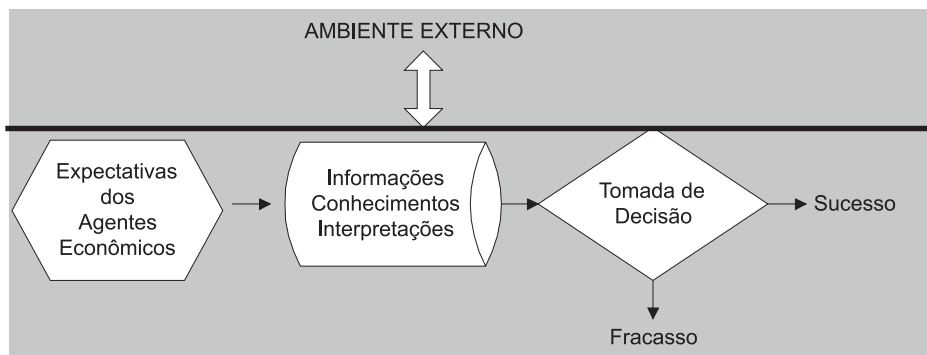 AMBIENTE EXTERNO
Expectativas
dos
Agentes
Econômicos
Informações
Conhecimentos
Interpretações
Tomada de
Decisão
Sucesso
Fracasso